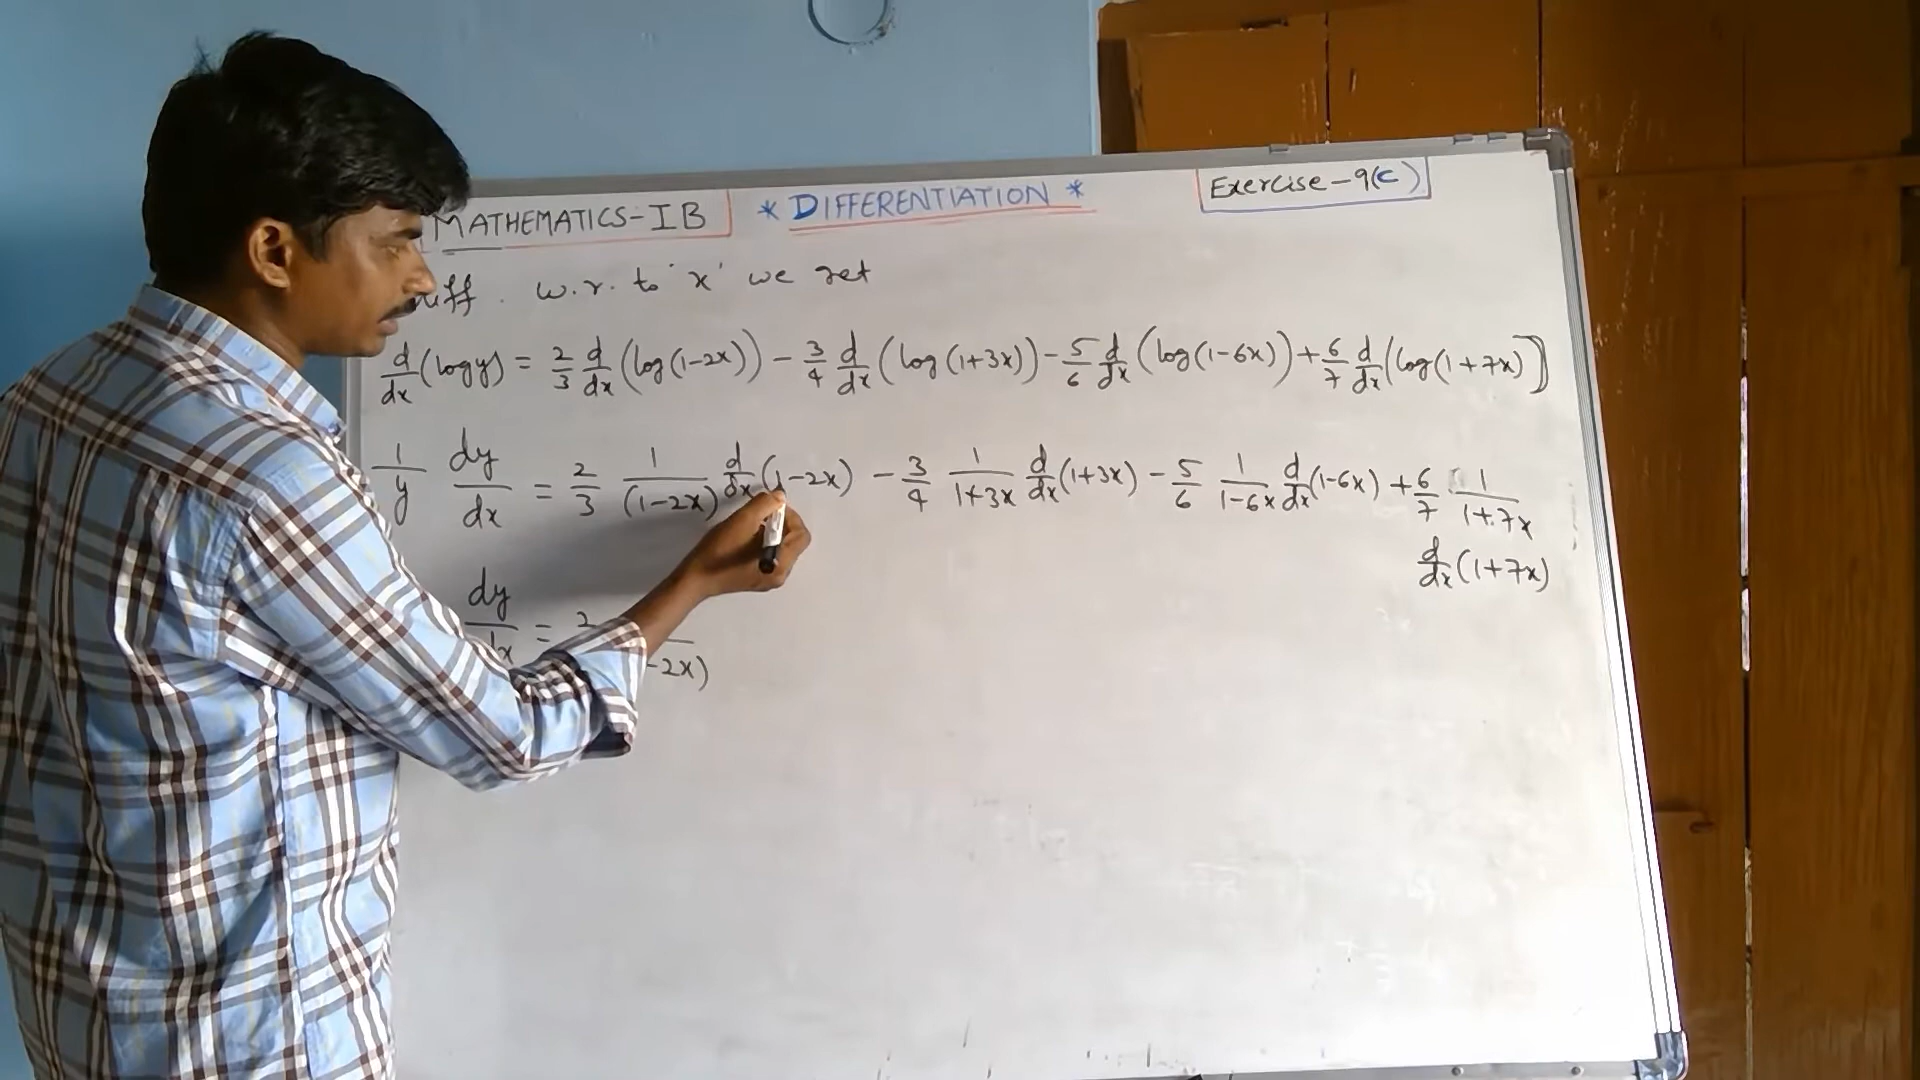 MATHEMATICS-IB * DIFFERENTIATION * Exercise-9(C)
w.r. to 'x' we get
d/dx (log y) = 2/3 d/dx (log(1-2x)) - 3/4 d/dx (log(1+3x)) - 5/6 d/dx (log(1-6x)) + 6/7 d/dx (log(1+7x)]
1/y dy/dx = 2/3 1/(1-2x) d/dx (1-2x) - 3/4 1/1+3x d/dx (1+3x) - 5/6 1/1-6x d/dx (1-6x) + 6/7 1/1+7x
d/dx (1+7x)
dy/dx = 2 -2x)